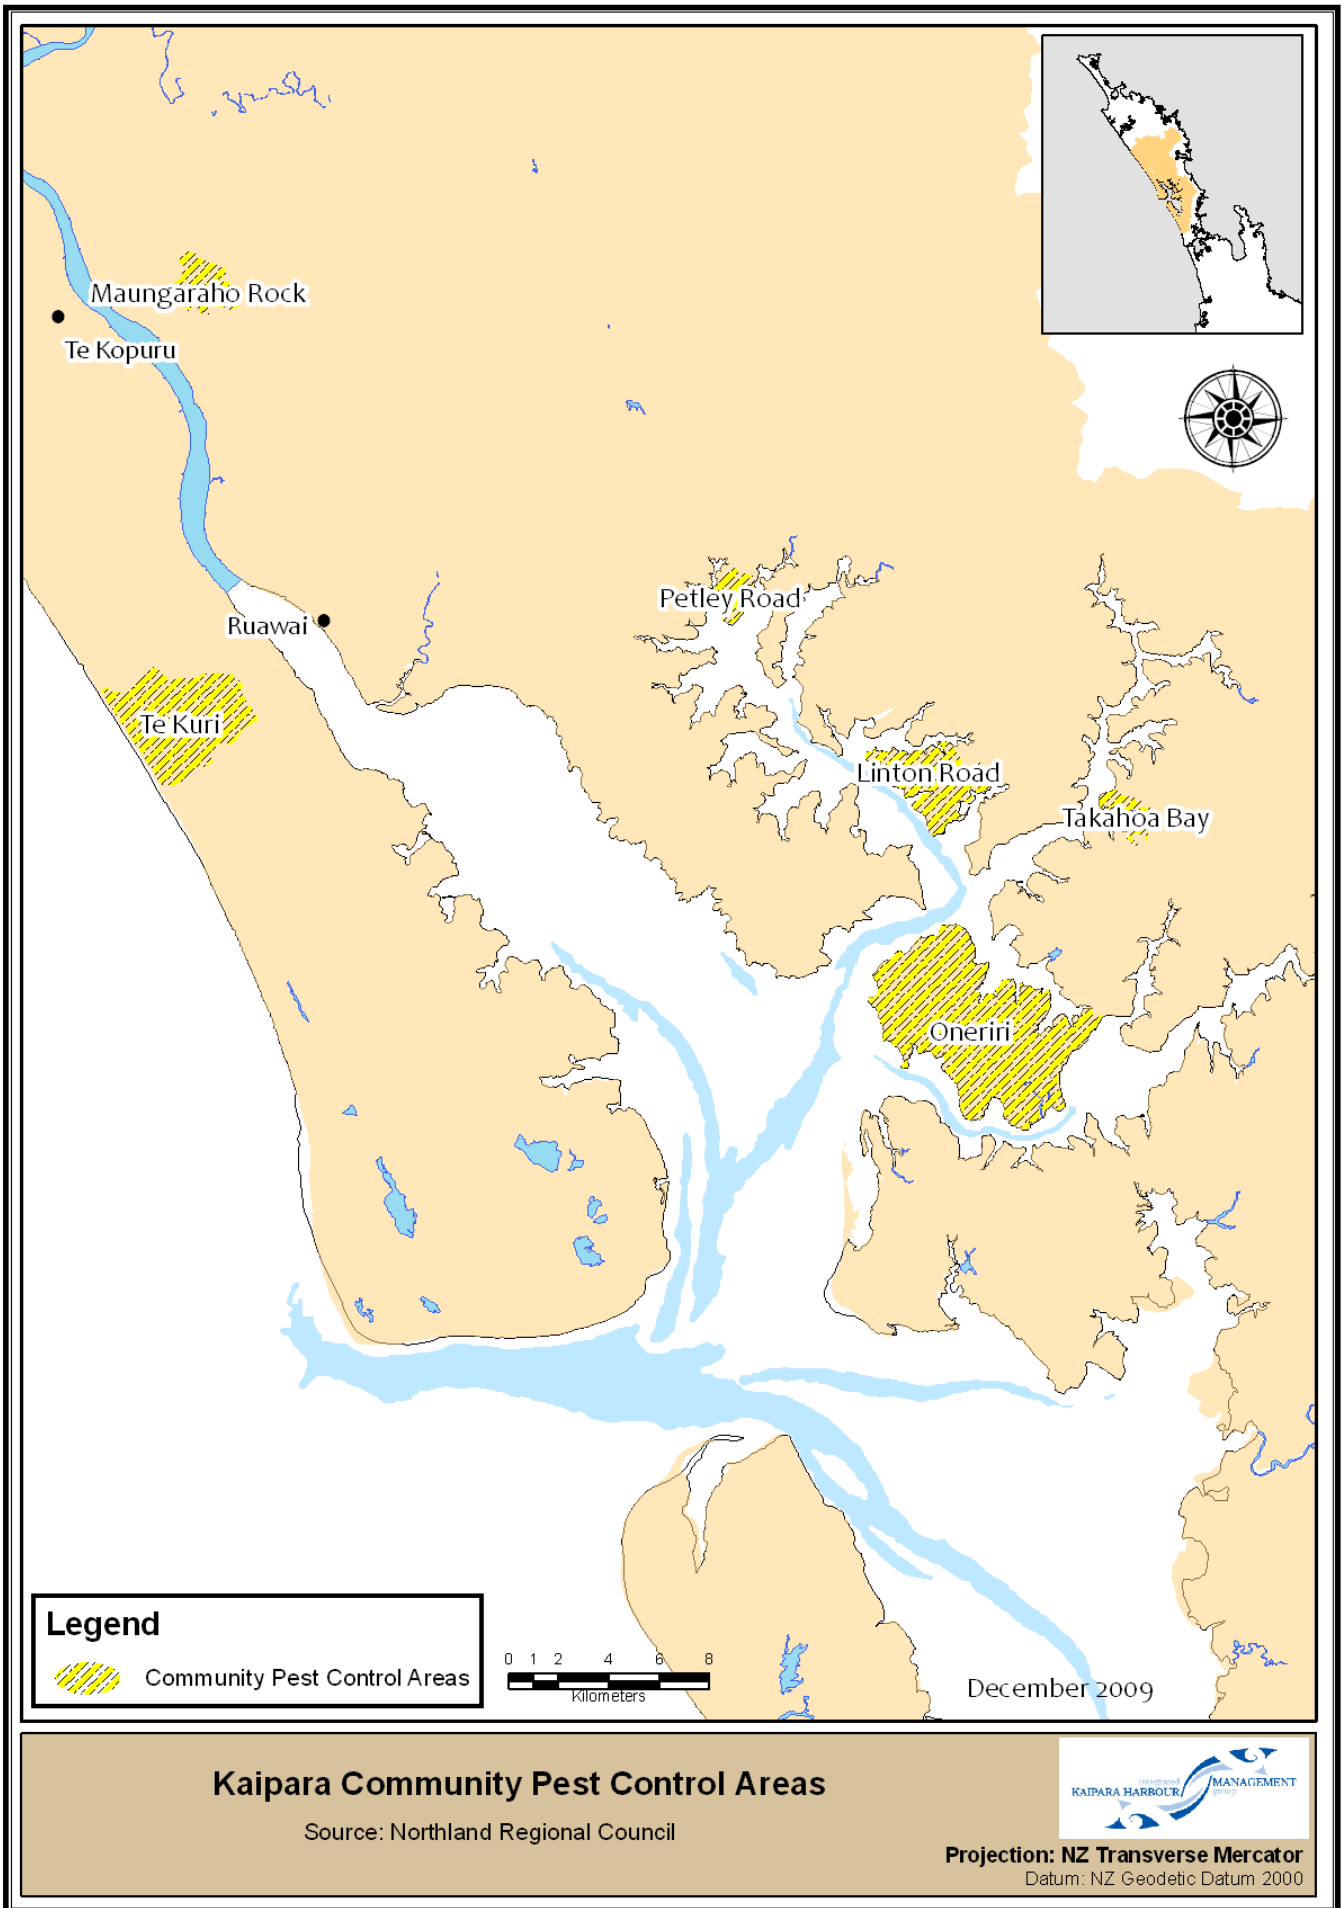 Maungaraho Rock
Te Kopuru
Petley Road
Ruawai
Te Kuri
Linton Road
Takahoa Bay
Oneriri
Legend
Community Pest Control Areas
0 1 2 4 6 8
Kilometers
December 2009
Kaipara Community Pest Control Areas
Source: Northland Regional Council
integrated
KAIPARA HARBOUR MANAGEMENT
group
Projection: NZ Transverse Mercator
Datum: NZ Geodetic Datum 2000